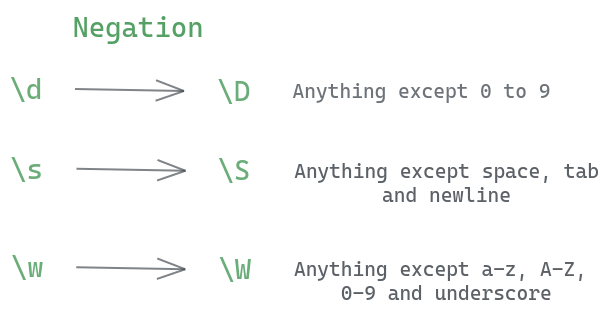 Negation
\d \D Anything except 0 to 9
\s \S Anything except space, tab
and newline
\w \W Anything except a-z, A-Z,
0-9 and underscore